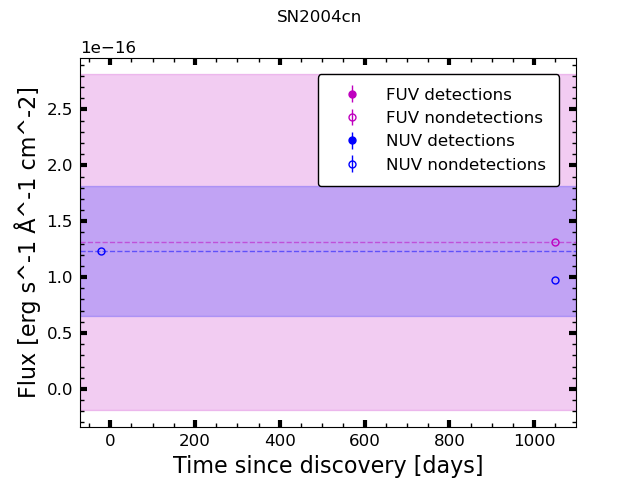 SN2004cn
1e−16
FUV detections
FUV nondetections
NUV detections
NUV nondetections
2.5
2.0
1.5
1.0
0.5
0.0
Flux [erg s^-1 Å^-1 cm^-2]
0 200 400 600 800 1000
Time since discovery [days]